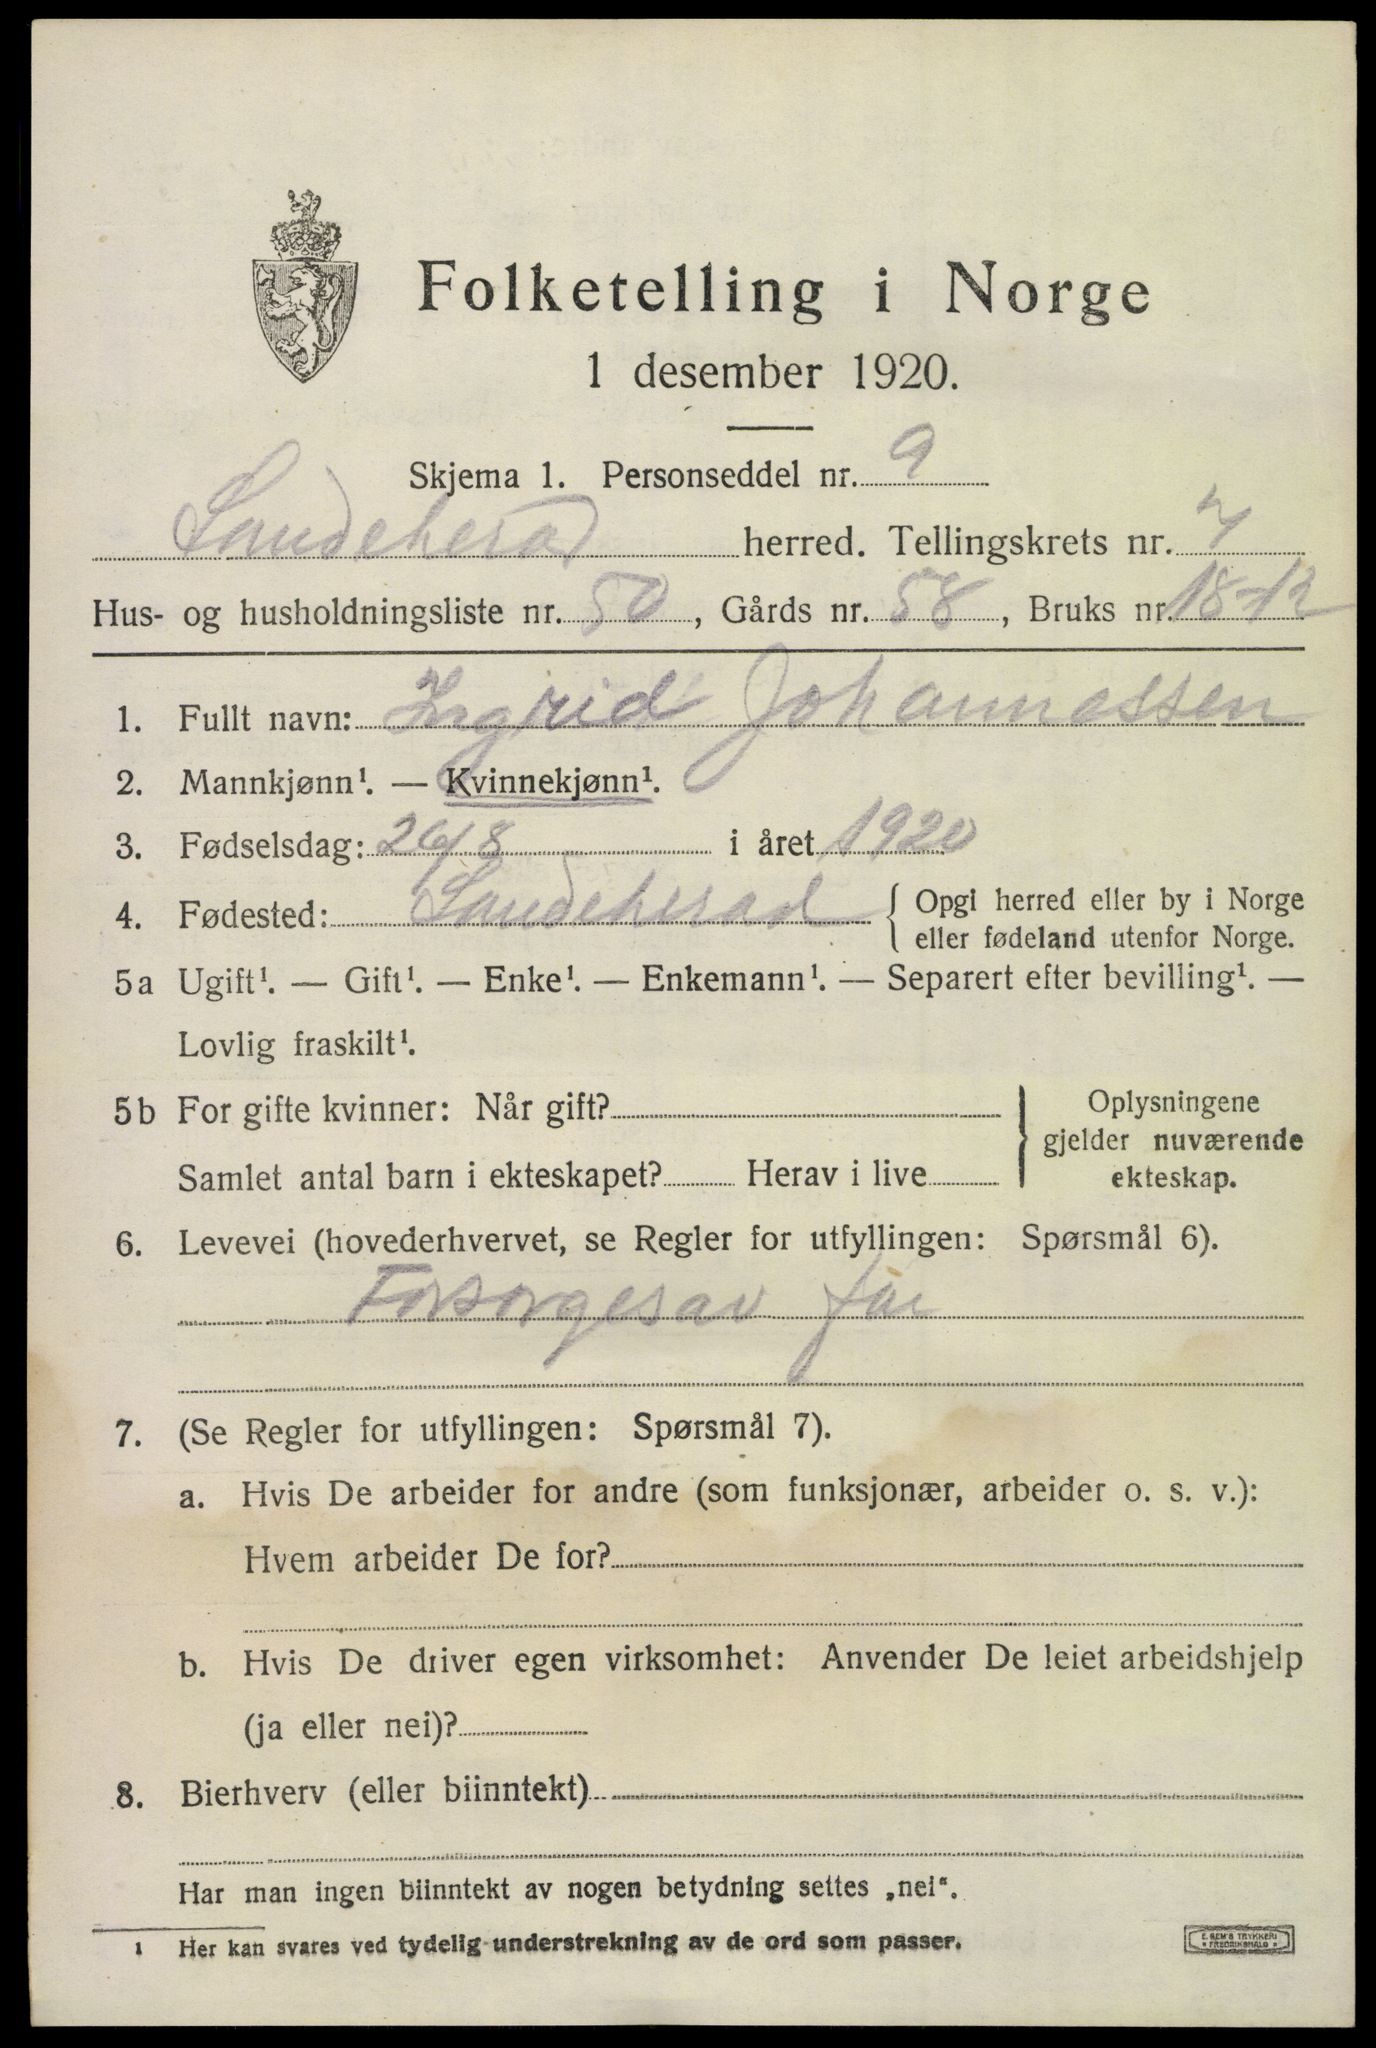 Folketelling i Norge
1 desember 1920.
Skjema 1. Personseddel nr. 9
Sandeherad herred. Tellingskrets nr. 7
Hus- og husholdningsliste nr. 50, Gårds nr. 58, Bruks nr. 18-12
1. Fullt navn: Ingrid Johannessen
2. Mannkjønn¹. — Kvinnekjønn¹.
3. Fødselsdag: 26/8 i året 1920
4. Fødested: Sandeherad { Opgi herred eller by i Norge
eller fødeland utenfor Norge.
5a Ugift¹. — Gift¹. — Enke¹. — Enkemann¹. — Separert efter bevilling¹. —
Lovlig fraskilt¹.
5b For gifte kvinner: Når gift?
Samlet antal barn i ekteskapet? Herav i live
} Oplysningene
gjelder nuværende
ekteskap.
6. Levevei (hovederhvervet, se Regler for utfyllingen: Spørsmål 6).
Forsorges av far
7. (Se Regler for utfyllingen: Spørsmål 7).
a. Hvis De arbeider for andre (som funksjonær, arbeider o. s. v.):
Hvem arbeider De for?
b. Hvis De driver egen virksomhet: Anvender De leiet arbeidshjelp
(ja eller nei)?
8. Bierhverv (eller biinntekt)
Har man ingen biinntekt av nogen betydning settes „nei“.
1 Her kan svares ved tydelig understrekning av de ord som passer.
E. SEM'S TRYKKERI
FREDRIKSHALD